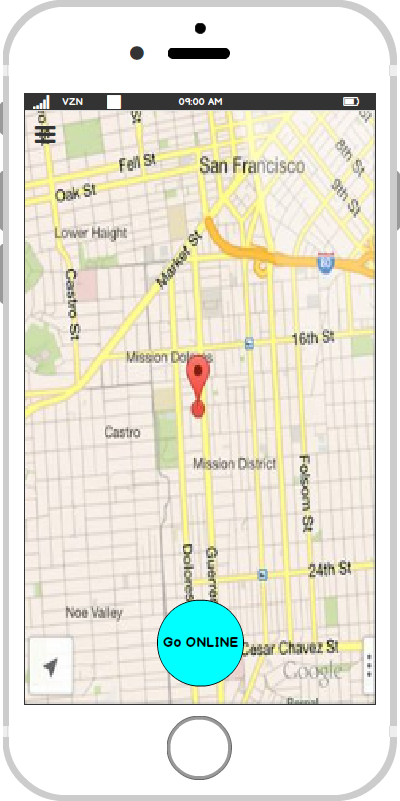 VZN
09:00 AM
St
8th St
Fell St
San Francisco
9th St
Oak St
Lower Haight
Market St
Castro St
80
16th St
Mission Dolores
Castro
Mission District
Folsom St
Dolores
Guerrer
24th St
Noe Valley
Go ONLINE
Cesar Chavez St
Google